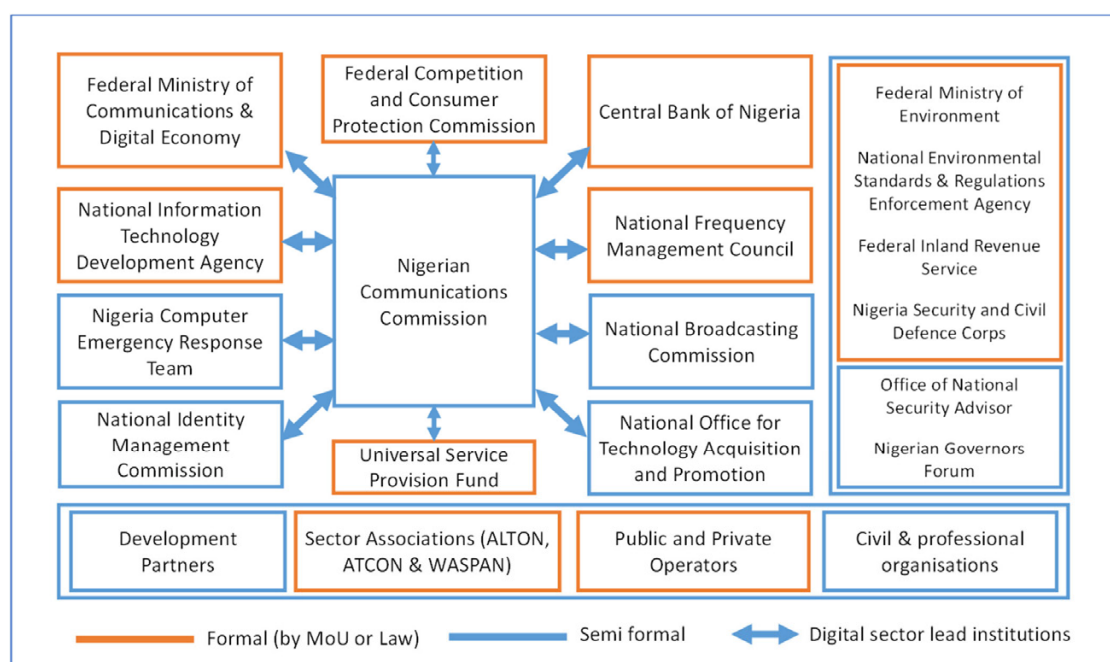 Federal Ministry of
Communications &
Digital Economy
Federal Competition
and Consumer
Protection Commission
Central Bank of Nigeria
National Information
Technology
Development Agency
Nigerian
Communications
Commission
National Frequency
Management Council
Nigeria Computer
Emergency Response
Team
National Broadcasting
Commission
National Identity
Management
Commission
Universal Service
Provision Fund
National Office for
Technology Acquisition
and Promotion
Federal Ministry of
Environment
National Environmental
Standards & Regulations
Enforcement Agency
Federal Inland Revenue
Service
Nigeria Security and Civil
Defence Corps
Office of National
Security Advisor
Nigerian Governors
Forum
Development
Partners
Sector Associations (ALTON,
ATCON & WASPAN)
Public and Private
Operators
Civil & professional
organisations
Formal (by MoU or Law)
Semi formal
Digital sector lead institutions